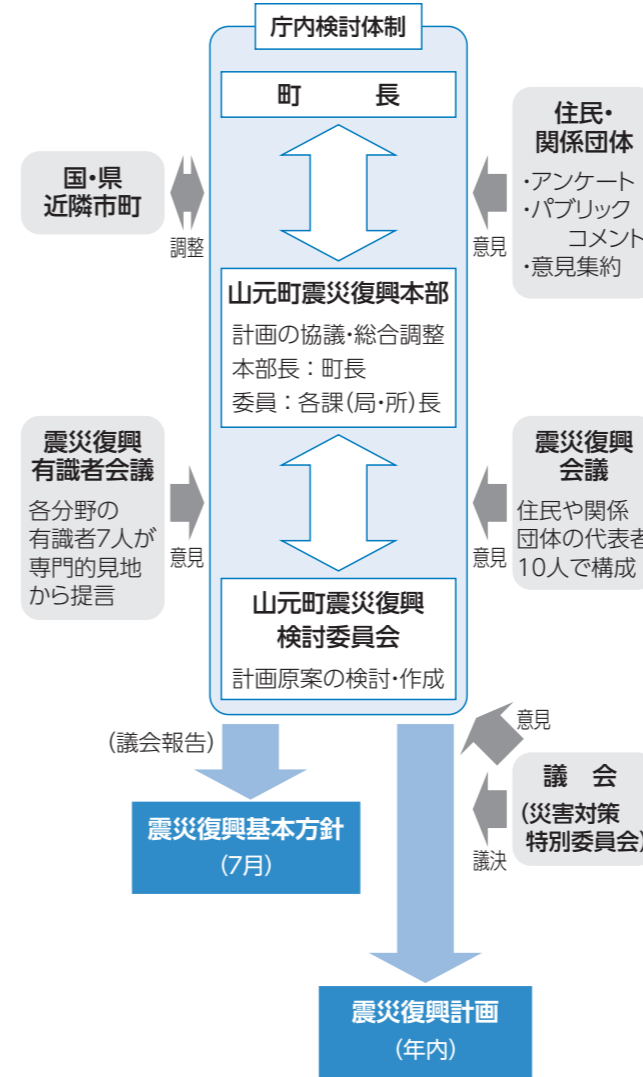 庁内検討体制
町　　長
国・県
近隣市町
調整
住民・
関係団体
・アンケート
・パブリック
コメント
・意見集約
意見
山元町震災復興本部
計画の協議・総合調整
本部長：町長
委員：各課(局・所)長
震災復興
有識者会議
各分野の
有識者7人が
専門的見地
から提言
意見
震災復興
会議
住民や関係
団体の代表者
10人で構成
意見
山元町震災復興
検討委員会
計画原案の検討・作成
(議会報告)
意見
議　会
(災害対策
特別委員会)
議決
震災復興基本方針
(7月)
震災復興計画
(年内)